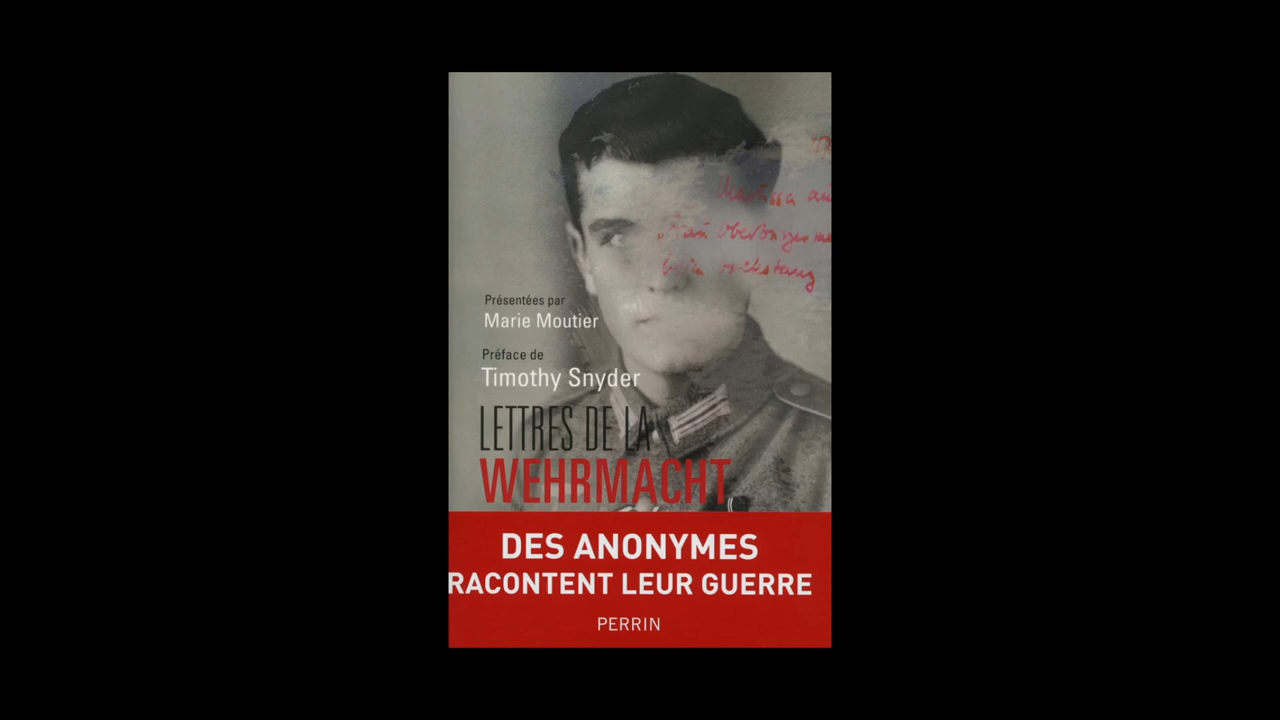 Présentées par
Marie Moutier
Préface de
Timothy Snyder
LETTRES DE LA
WEHRMACHT
DES ANONYMES
RACONTENT LEUR GUERRE
PERRIN